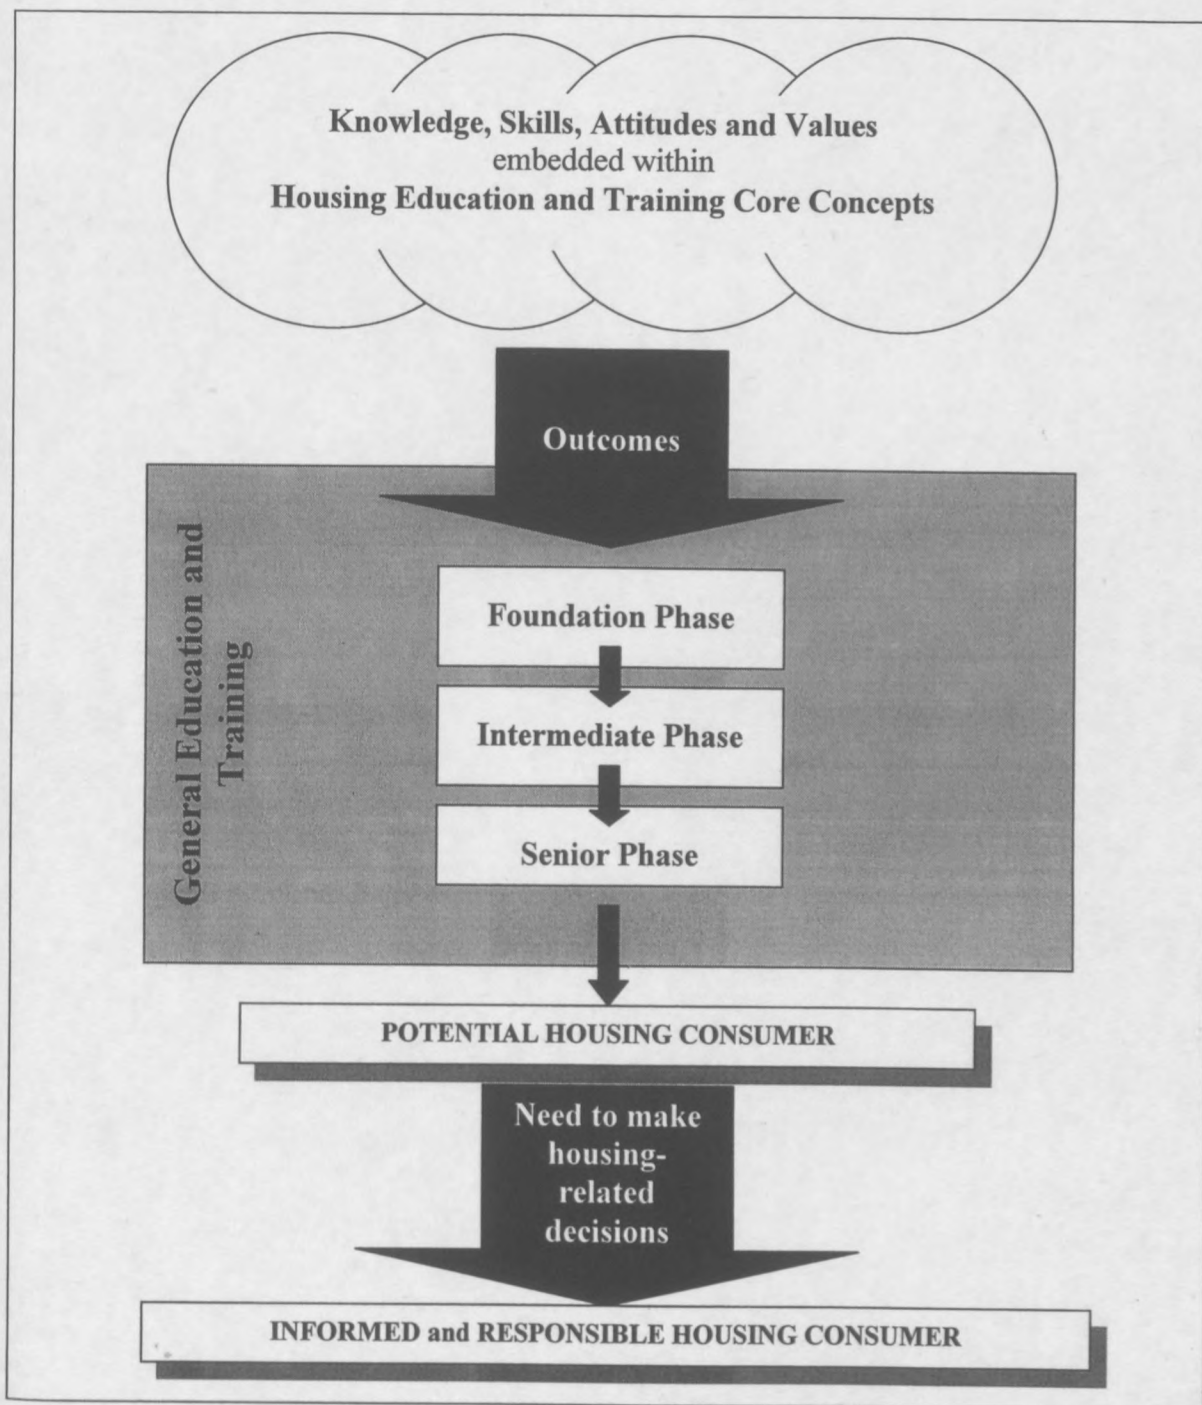 Knowledge, Skills, Attitudes and Values
embedded within
Housing Education and Training Core Concepts
Outcomes
General Education and
Training
Foundation Phase
Intermediate Phase
Senior Phase
POTENTIAL HOUSING CONSUMER
Need to make
housing-
related
decisions
INFORMED and RESPONSIBLE HOUSING CONSUMER